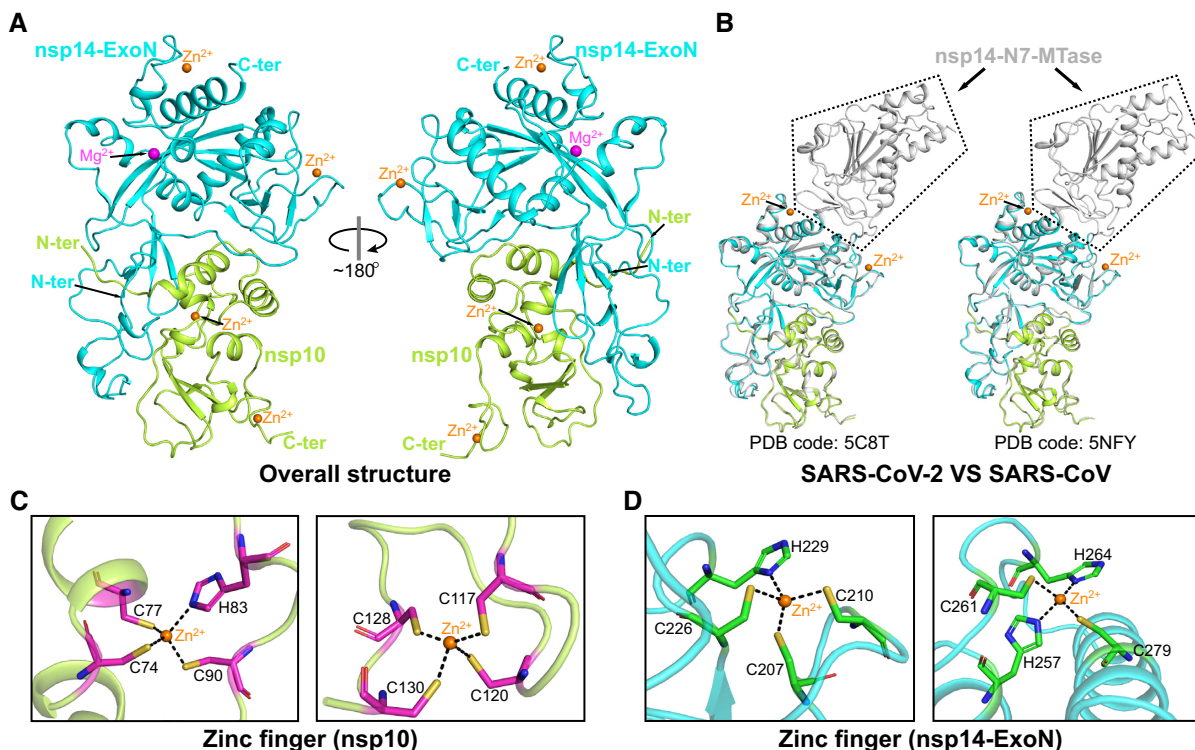 A
nsp14-ExoN
Zn2+
C-ter
Mg2+
Zn2+
N-ter
N-ter
Zn2+
nsp10
Zn2+
C-ter
~180°
C-ter
Zn2+
Mg2+
Zn2+
nsp14-ExoN
N-ter
N-ter
Zn2+
nsp10
Zn2+
C-ter
Overall structure
B
nsp14-N7-MTase
Zn2+
Zn2+
Zn2+
Zn2+
PDB code: 5C8T
PDB code: 5NFY
SARS-CoV-2 VS SARS-CoV
C
C77
H83
Zn2+
C74
C90
C117
C128
Zn2+
C130
C120
Zinc finger (nsp10)
D
H229
Zn2+
C210
C226
C207
H264
C261
Zn2+
H257
C279
Zinc finger (nsp14-ExoN)